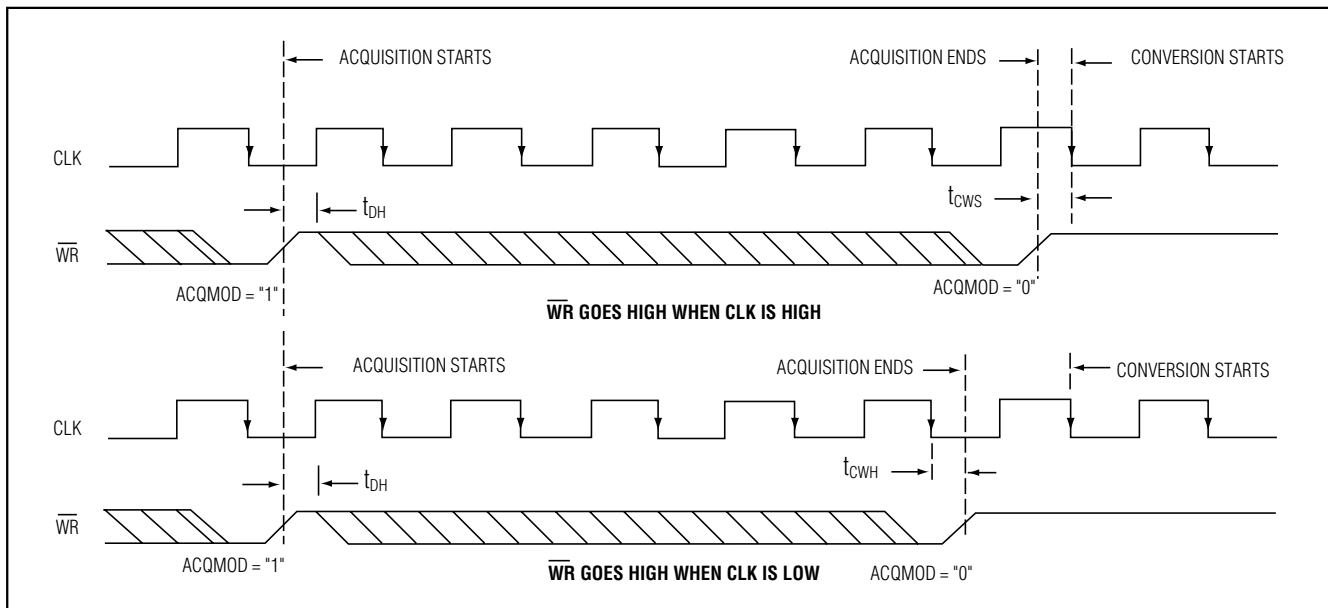 ACQUISITION STARTS
ACQUISITION ENDS
CONVERSION STARTS
CLK
tCWS
tDH
WR
ACQMOD = "1"
ACQMOD = "0"
WR GOES HIGH WHEN CLK IS HIGH
ACQUISITION STARTS
ACQUISITION ENDS
CONVERSION STARTS
CLK
tCWH
tDH
WR
ACQMOD = "1"
WR GOES HIGH WHEN CLK IS LOW
ACQMOD = "0"